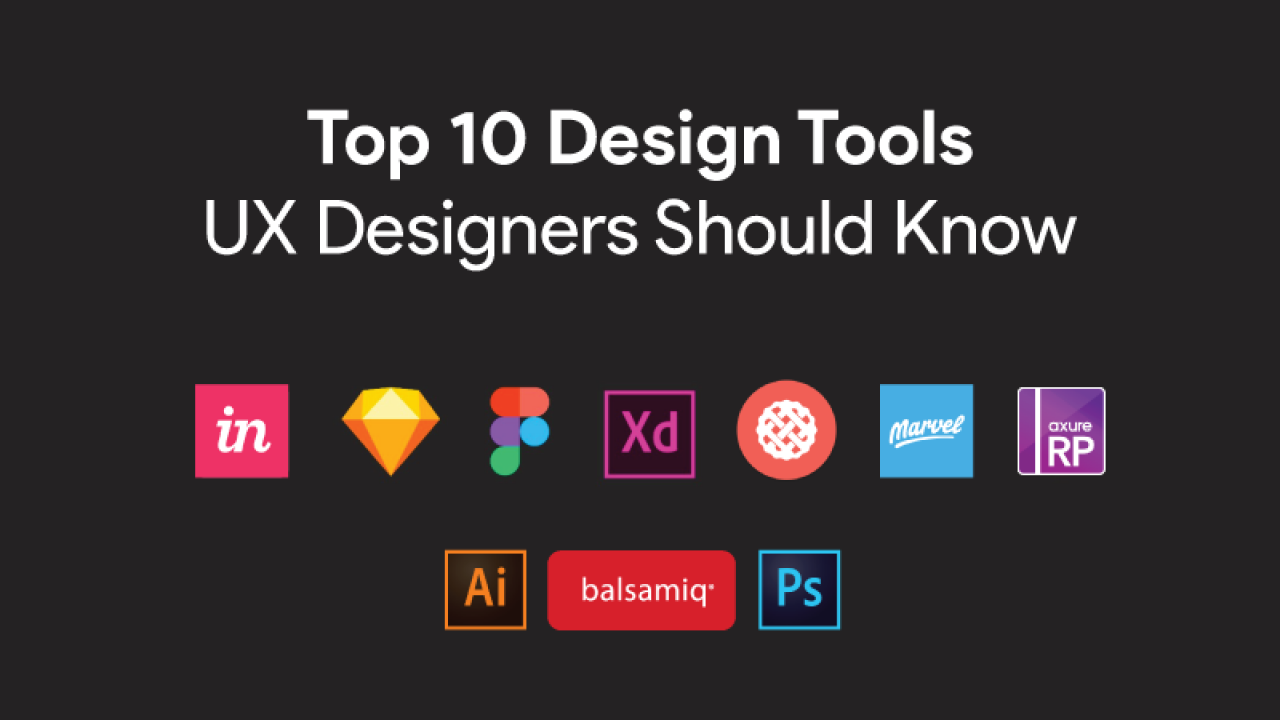 Top 10 Design Tools
UX Designers Should Know
in
Xd
Marvel
axure
RP
Ai
balsamiq®
Ps